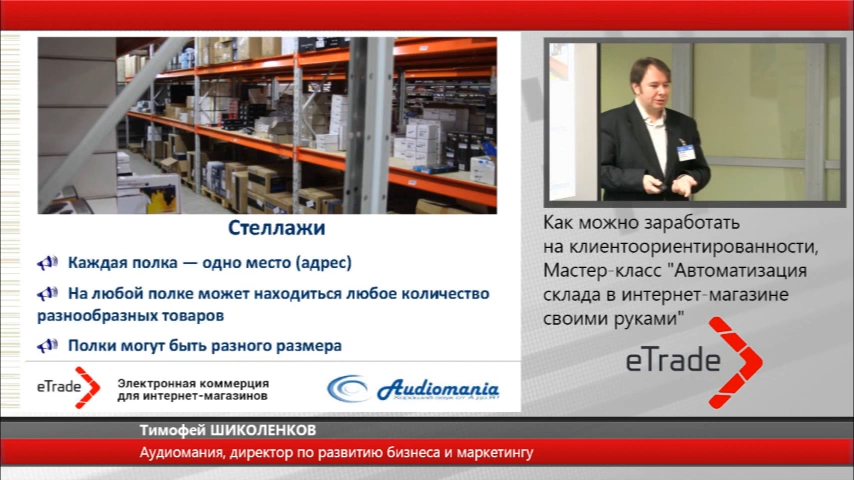 Стеллажи
Каждая полка — одно место (адрес)
На любой полке может находиться любое количество
разнообразных товаров
Полки могут быть разного размера
eTrade
Электронная коммерция
для интернет-магазинов
Audiomania
Как можно заработать
на клиентоориентированности,
Мастер-класс "Автоматизация
склада в интернет-магазине
своими руками"
eTrade
Тимофей ШИКОЛЕНКОВ
Аудиомания, директор по развитию бизнеса и маркетингу